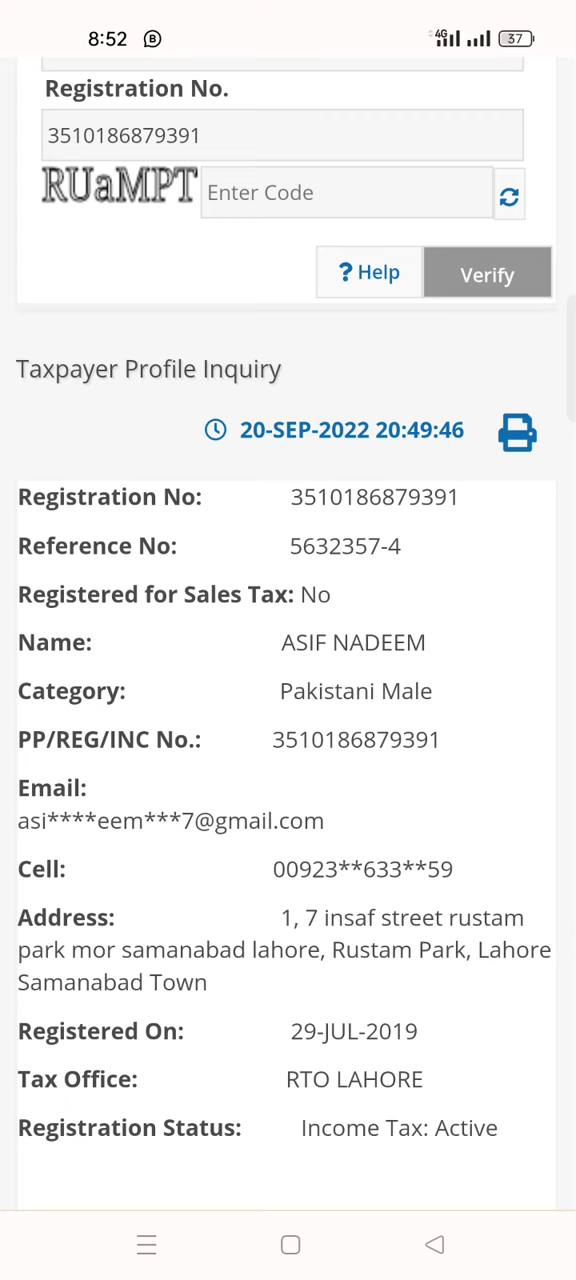 8:52 B 4G 37
Registration No.
3510186879391
RUaMPT Enter Code
? Help Verify
Taxpayer Profile Inquiry
20-SEP-2022 20:49:46
Registration No: 3510186879391
Reference No: 5632357-4
Registered for Sales Tax: No
Name: ASIF NADEEM
Category: Pakistani Male
PP/REG/INC No.: 3510186879391
Email:
asi****eem***7@gmail.com
Cell: 00923**633**59
Address: 1, 7 insaf street rustam
park mor samanabad lahore, Rustam Park, Lahore
Samanabad Town
Registered On: 29-JUL-2019
Tax Office: RTO LAHORE
Registration Status: Income Tax: Active